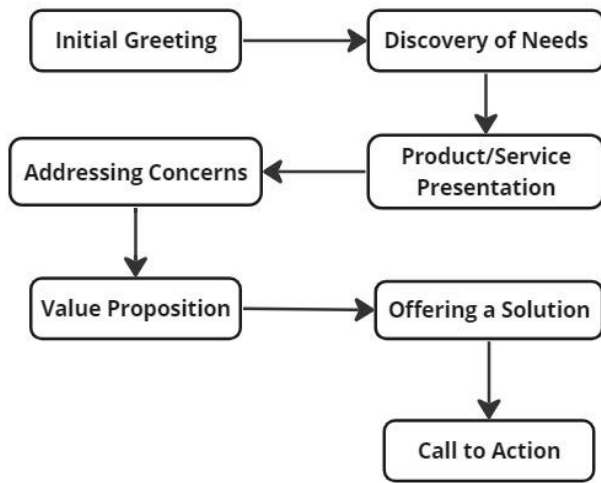 Initial Greeting
Discovery of Needs
Product/Service
Presentation
Addressing Concerns
Value Proposition
Offering a Solution
Call to Action